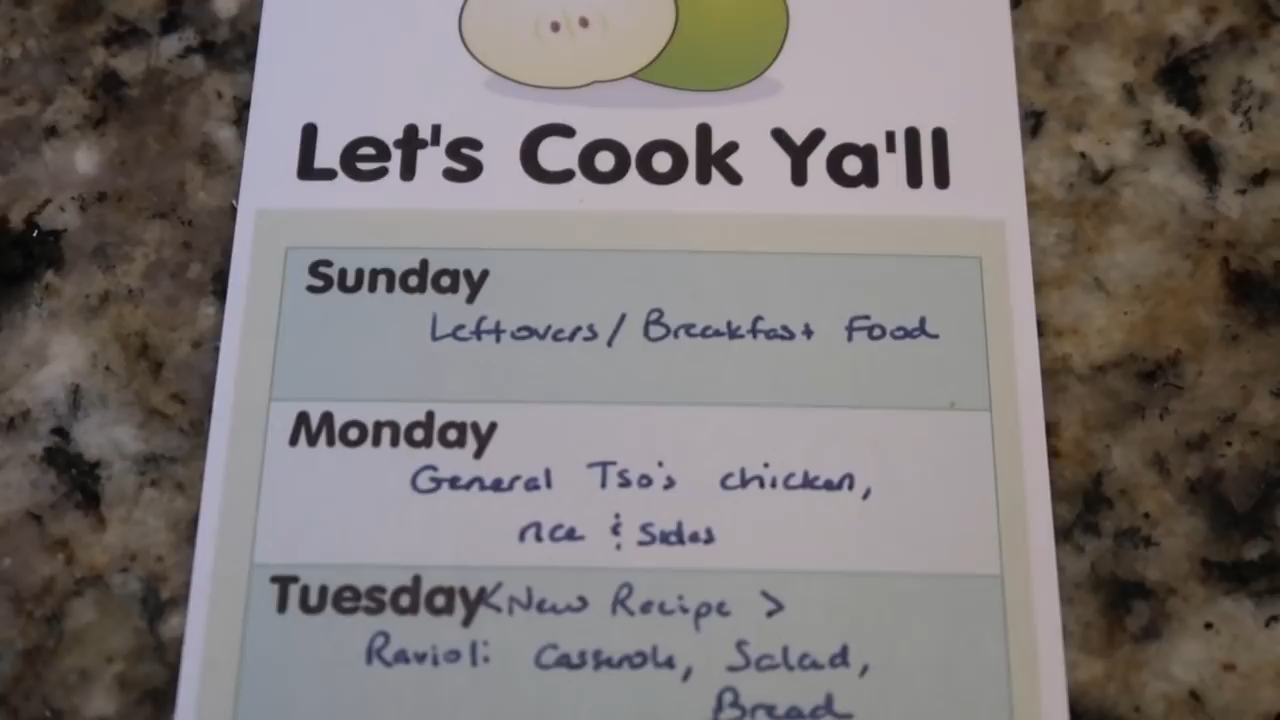 Let's Cook Ya'll
Sunday
Leftovers/ Breakfast Food
Monday
General Tso's chicken,
rice & Sides
Tuesday <New Recipe >
Ravioli Casserole, Salad,
Bread